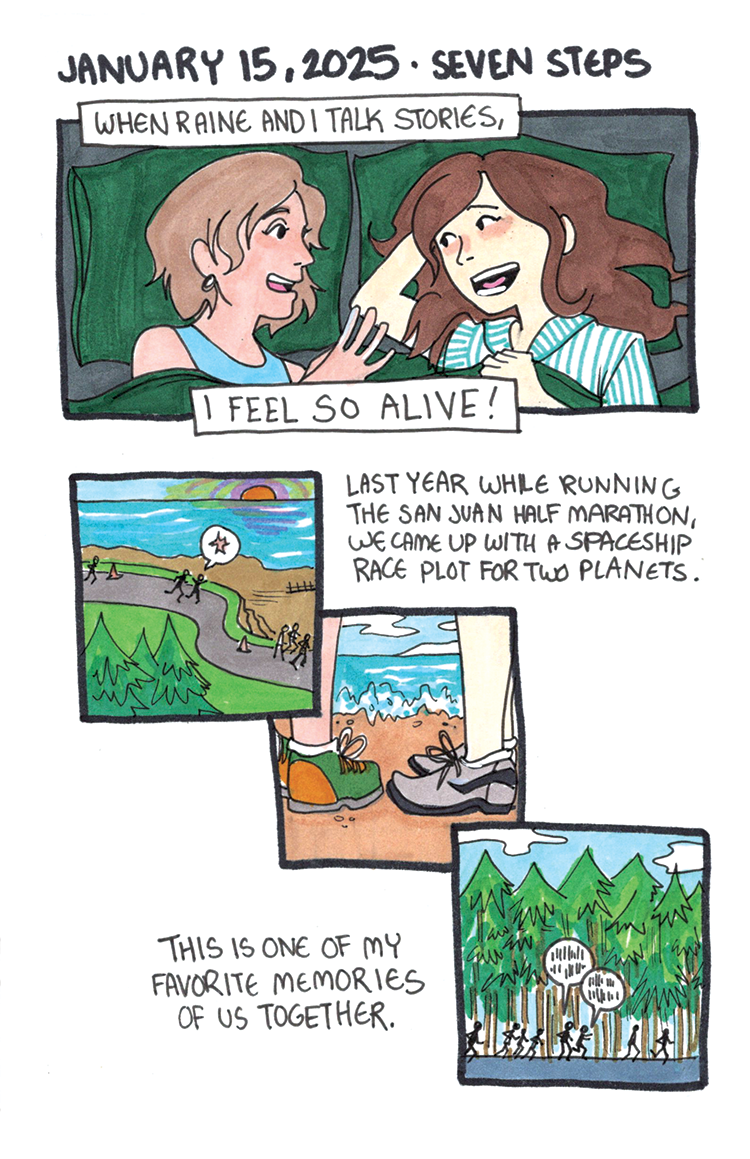 JANUARY 15, 2025 · SEVEN STEPS
WHEN RAINE AND I TALK STORIES,
I FEEL SO ALIVE!
LAST YEAR WHILE RUNNING
THE SAN JUAN HALF MARATHON,
WE CAME UP WITH A SPACESHIP
RACE PLOT FOR TWO PLANETS.
THIS IS ONE OF MY
FAVORITE MEMORIES
OF US TOGETHER.